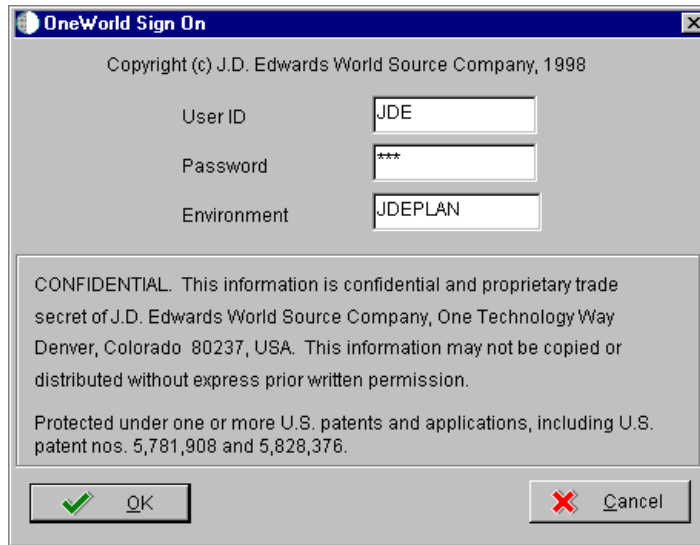 OneWorld Sign On
Copyright (c) J.D. Edwards World Source Company, 1998
User ID JDE
Password ***
Environment JDEPLAN
CONFIDENTIAL. This information is confidential and proprietary trade
secret of J.D. Edwards World Source Company, One Technology Way
Denver, Colorado 80237, USA. This information may not be copied or
distributed without express prior written permission.
Protected under one or more U.S. patents and applications, including U.S.
patent nos. 5,781,908 and 5,828,376.
OK Cancel